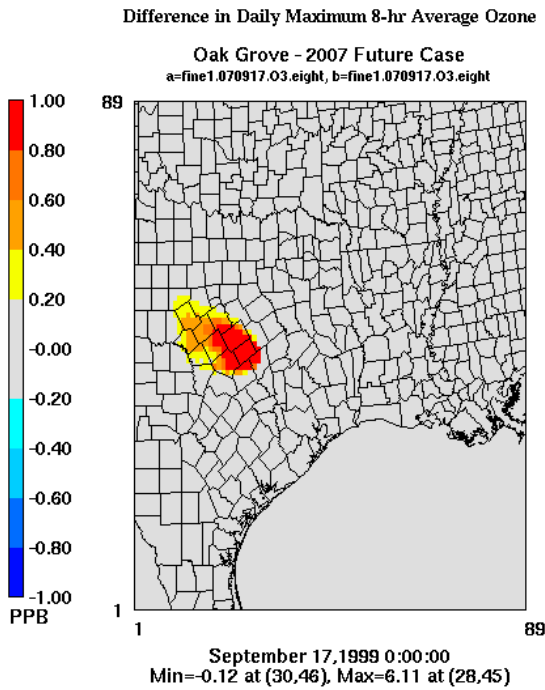 Difference in Daily Maximum 8-hr Average Ozone
Oak Grove - 2007 Future Case
a=fine1.070917.O3.eight, b=fine1.070917.O3.eight
1.00
0.80
0.60
0.40
0.20
-0.00
-0.20
-0.40
-0.60
-0.80
-1.00
PPB
89
1
1
89
September 17,1999 0:00:00
Min=-0.12 at (30,46), Max=6.11 at (28,45)